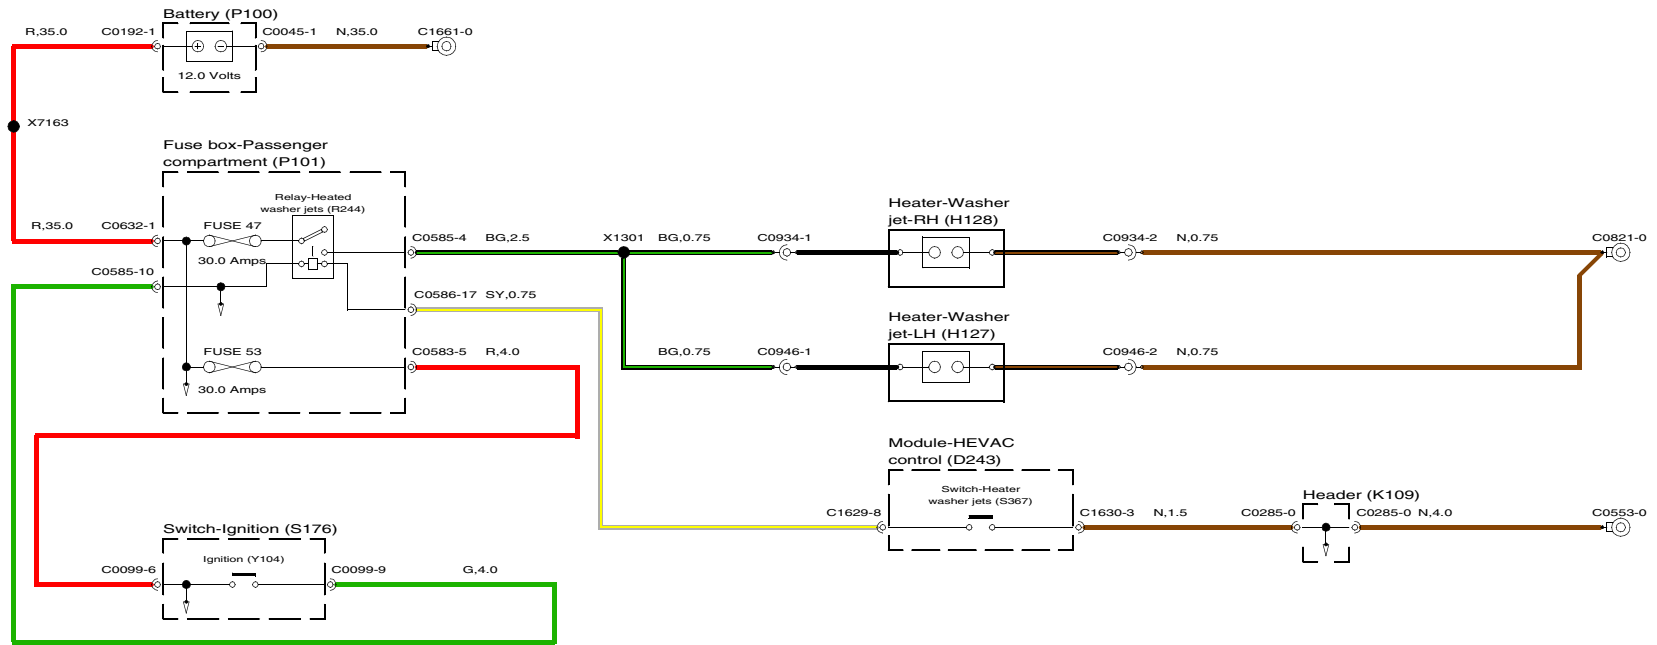 Battery (P100)
R,35.0 C0192-1 C0045-1 N,35.0 C1661-0
12.0 Volts
X7163
Fuse box-Passenger
compartment (P101)
Relay-Heated
washer jets (R244)
R,35.0 C0632-1 FUSE 47
30.0 Amps
C0585-4 BG,2.5 X1301 BG,0.75 C0934-1
Heater-Washer
jet-RH (H128)
C0934-2 N,0.75 C0821-0
C0585-10
C0586-17 SY,0.75
FUSE 53
30.0 Amps
C0583-5 R,4.0
BG,0.75 C0946-1
Heater-Washer
jet-LH (H127)
C0946-2 N,0.75
Module-HEVAC
control (D243)
Switch-Heater
washer jets (S367)
C1629-8 C1630-3 N,1.5 C0285-0
Header (K109)
C0285-0 N,4.0 C0553-0
Switch-Ignition (S176)
Ignition (Y104)
C0099-6 C0099-9 G,4.0